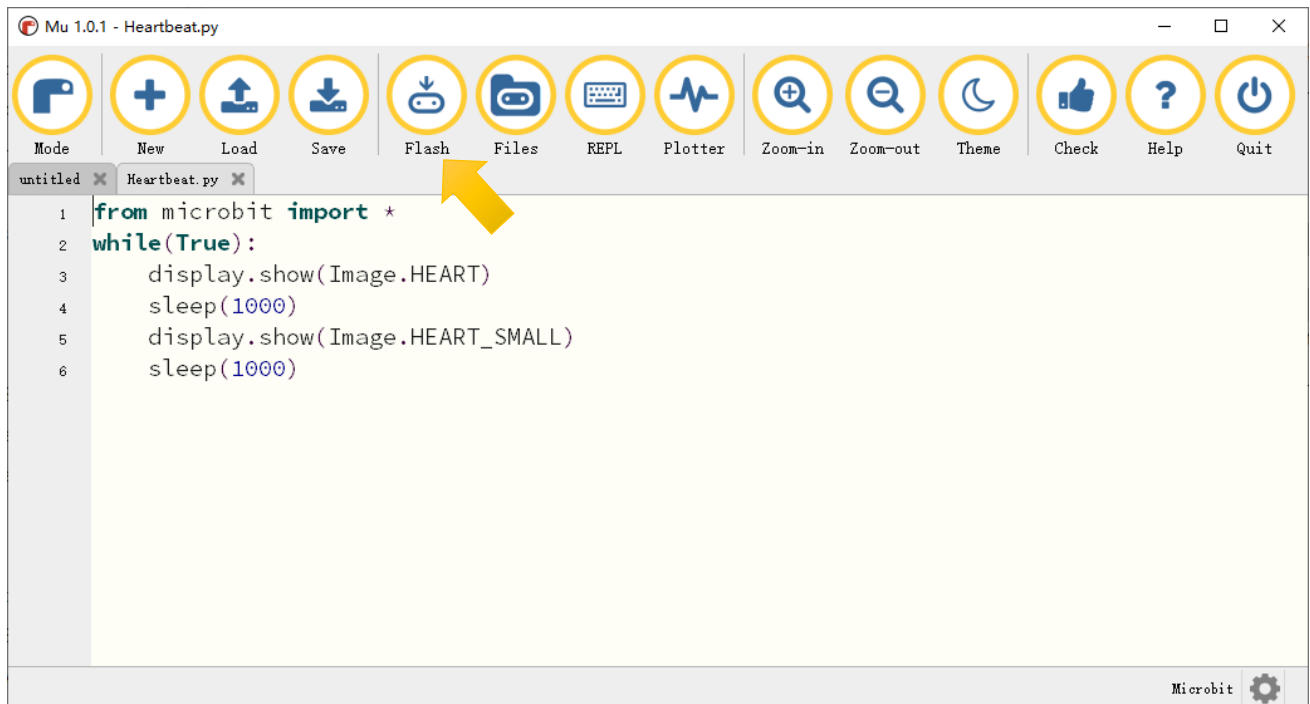 Mu 1.0.1 - Heartbeat.py
Mode New Load Save Flash Files REPL Plotter Zoom-in Zoom-out Theme Check Help Quit
untitled Heartbeat.py
1 from microbit import *
2 while(True):
3     display.show(Image.HEART)
4     sleep(1000)
5     display.show(Image.HEART_SMALL)
6     sleep(1000)
Microbit